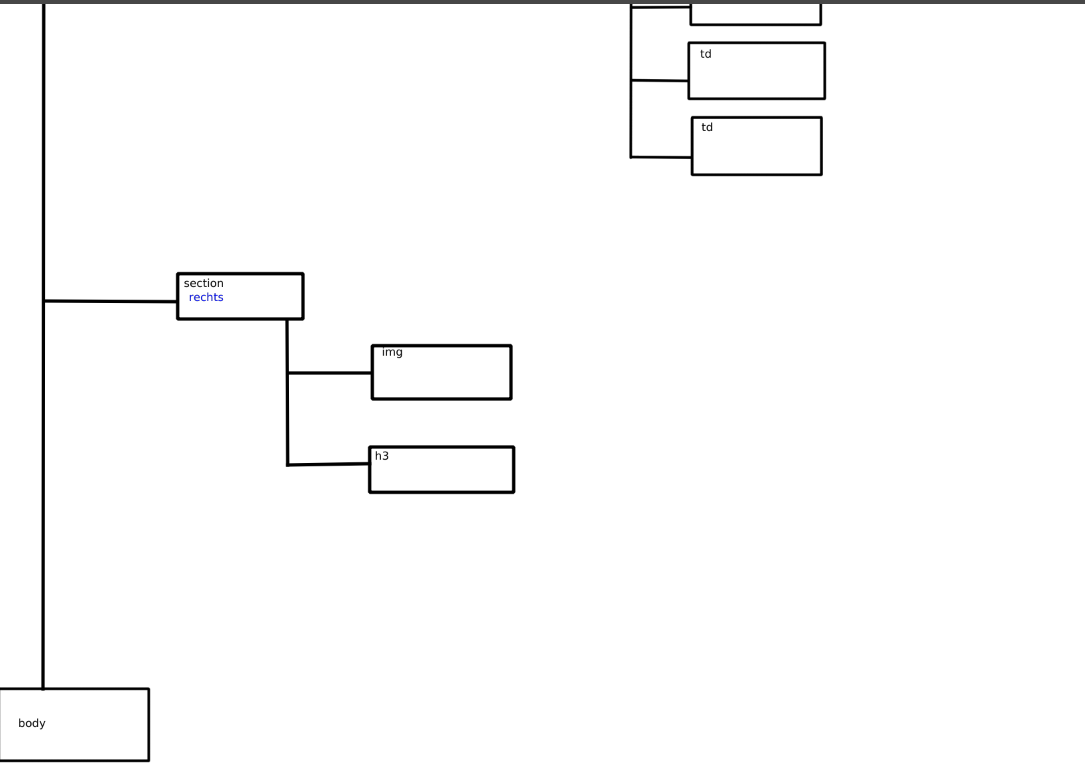 td
td
section
rechts
img
h3
body